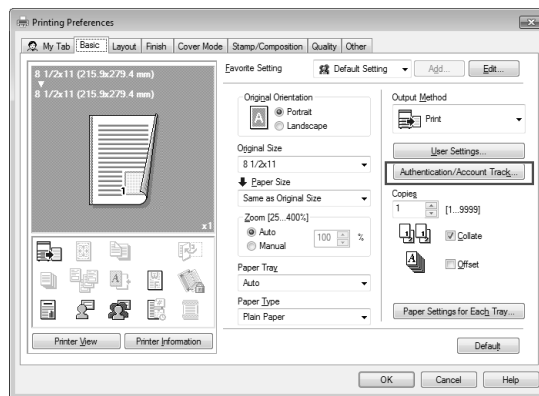 Printing Preferences
My Tab Basic Layout Finish Cover Mode Stamp/Composition Quality Other
8 1/2x11 (215.9x279.4 mm)
8 1/2x11 (215.9x279.4 mm)
1
x1
Printer View Printer Information
Favorite Setting Default Setting Add... Edit...
Original Orientation
A
Portrait
Landscape
Original Size
8 1/2x11
Paper Size
Same as Original Size
Zoom [25...400%]
Auto
Manual
100 %
Paper Tray
Auto
Paper Type
Plain Paper
Output Method
Print
User Settings...
Authentication/Account Track...
Copies
1 [1...9999]
Collate
Offset
Paper Settings for Each Tray...
Default
OK Cancel Help